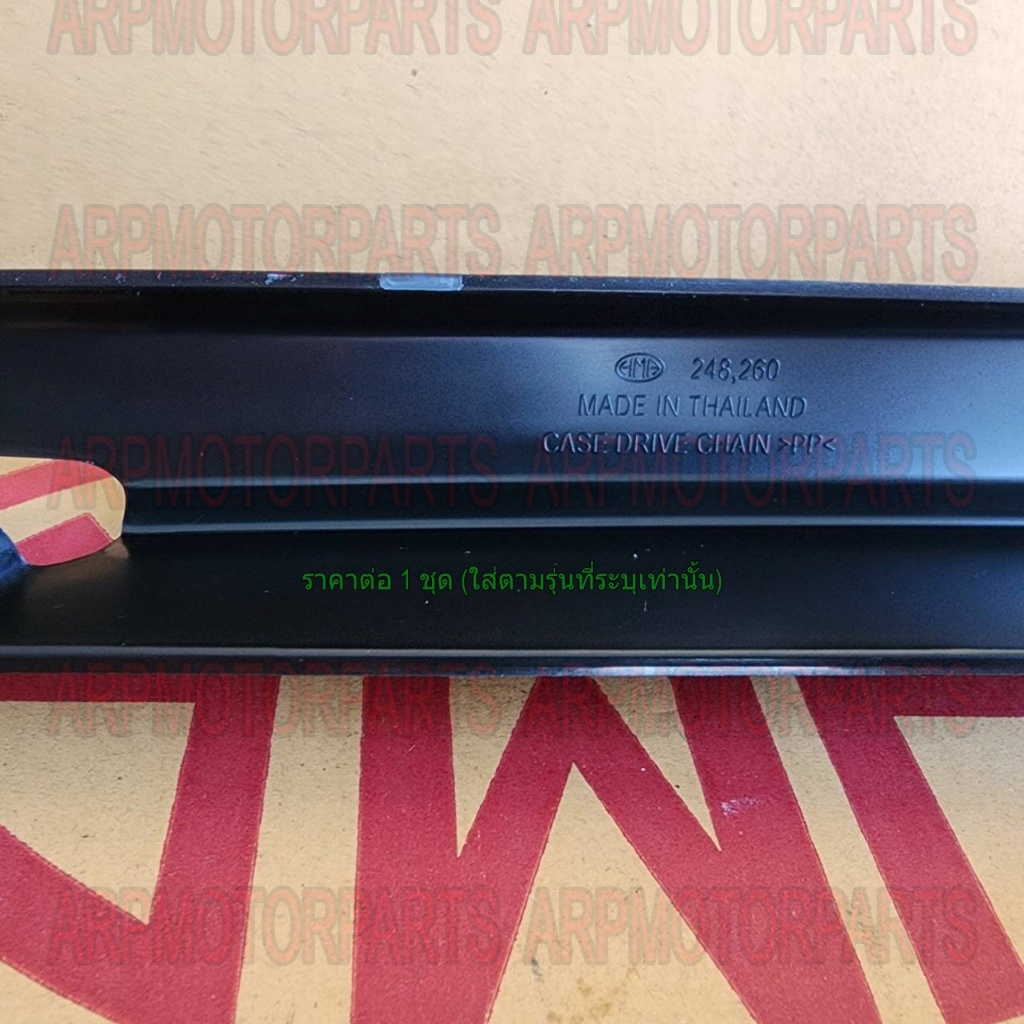 ARPMOTORPARTS ARPMOTORPARTS
ARPMOTORPARTS ARPMOTORPARTS
HMA 248,260
MADE IN THAILAND
CASE DRIVE CHAIN >PP<
ARPMOTORPARTS ARPMOTORPARTS
ราคาต่อ 1 ชุด (ใส่ตามรุ่นที่ระบุเท่านั้น)
ARPMOTORPARTS ARPMOTORPARTS
ARPMOTORPARTS ARPMOTORPARTS